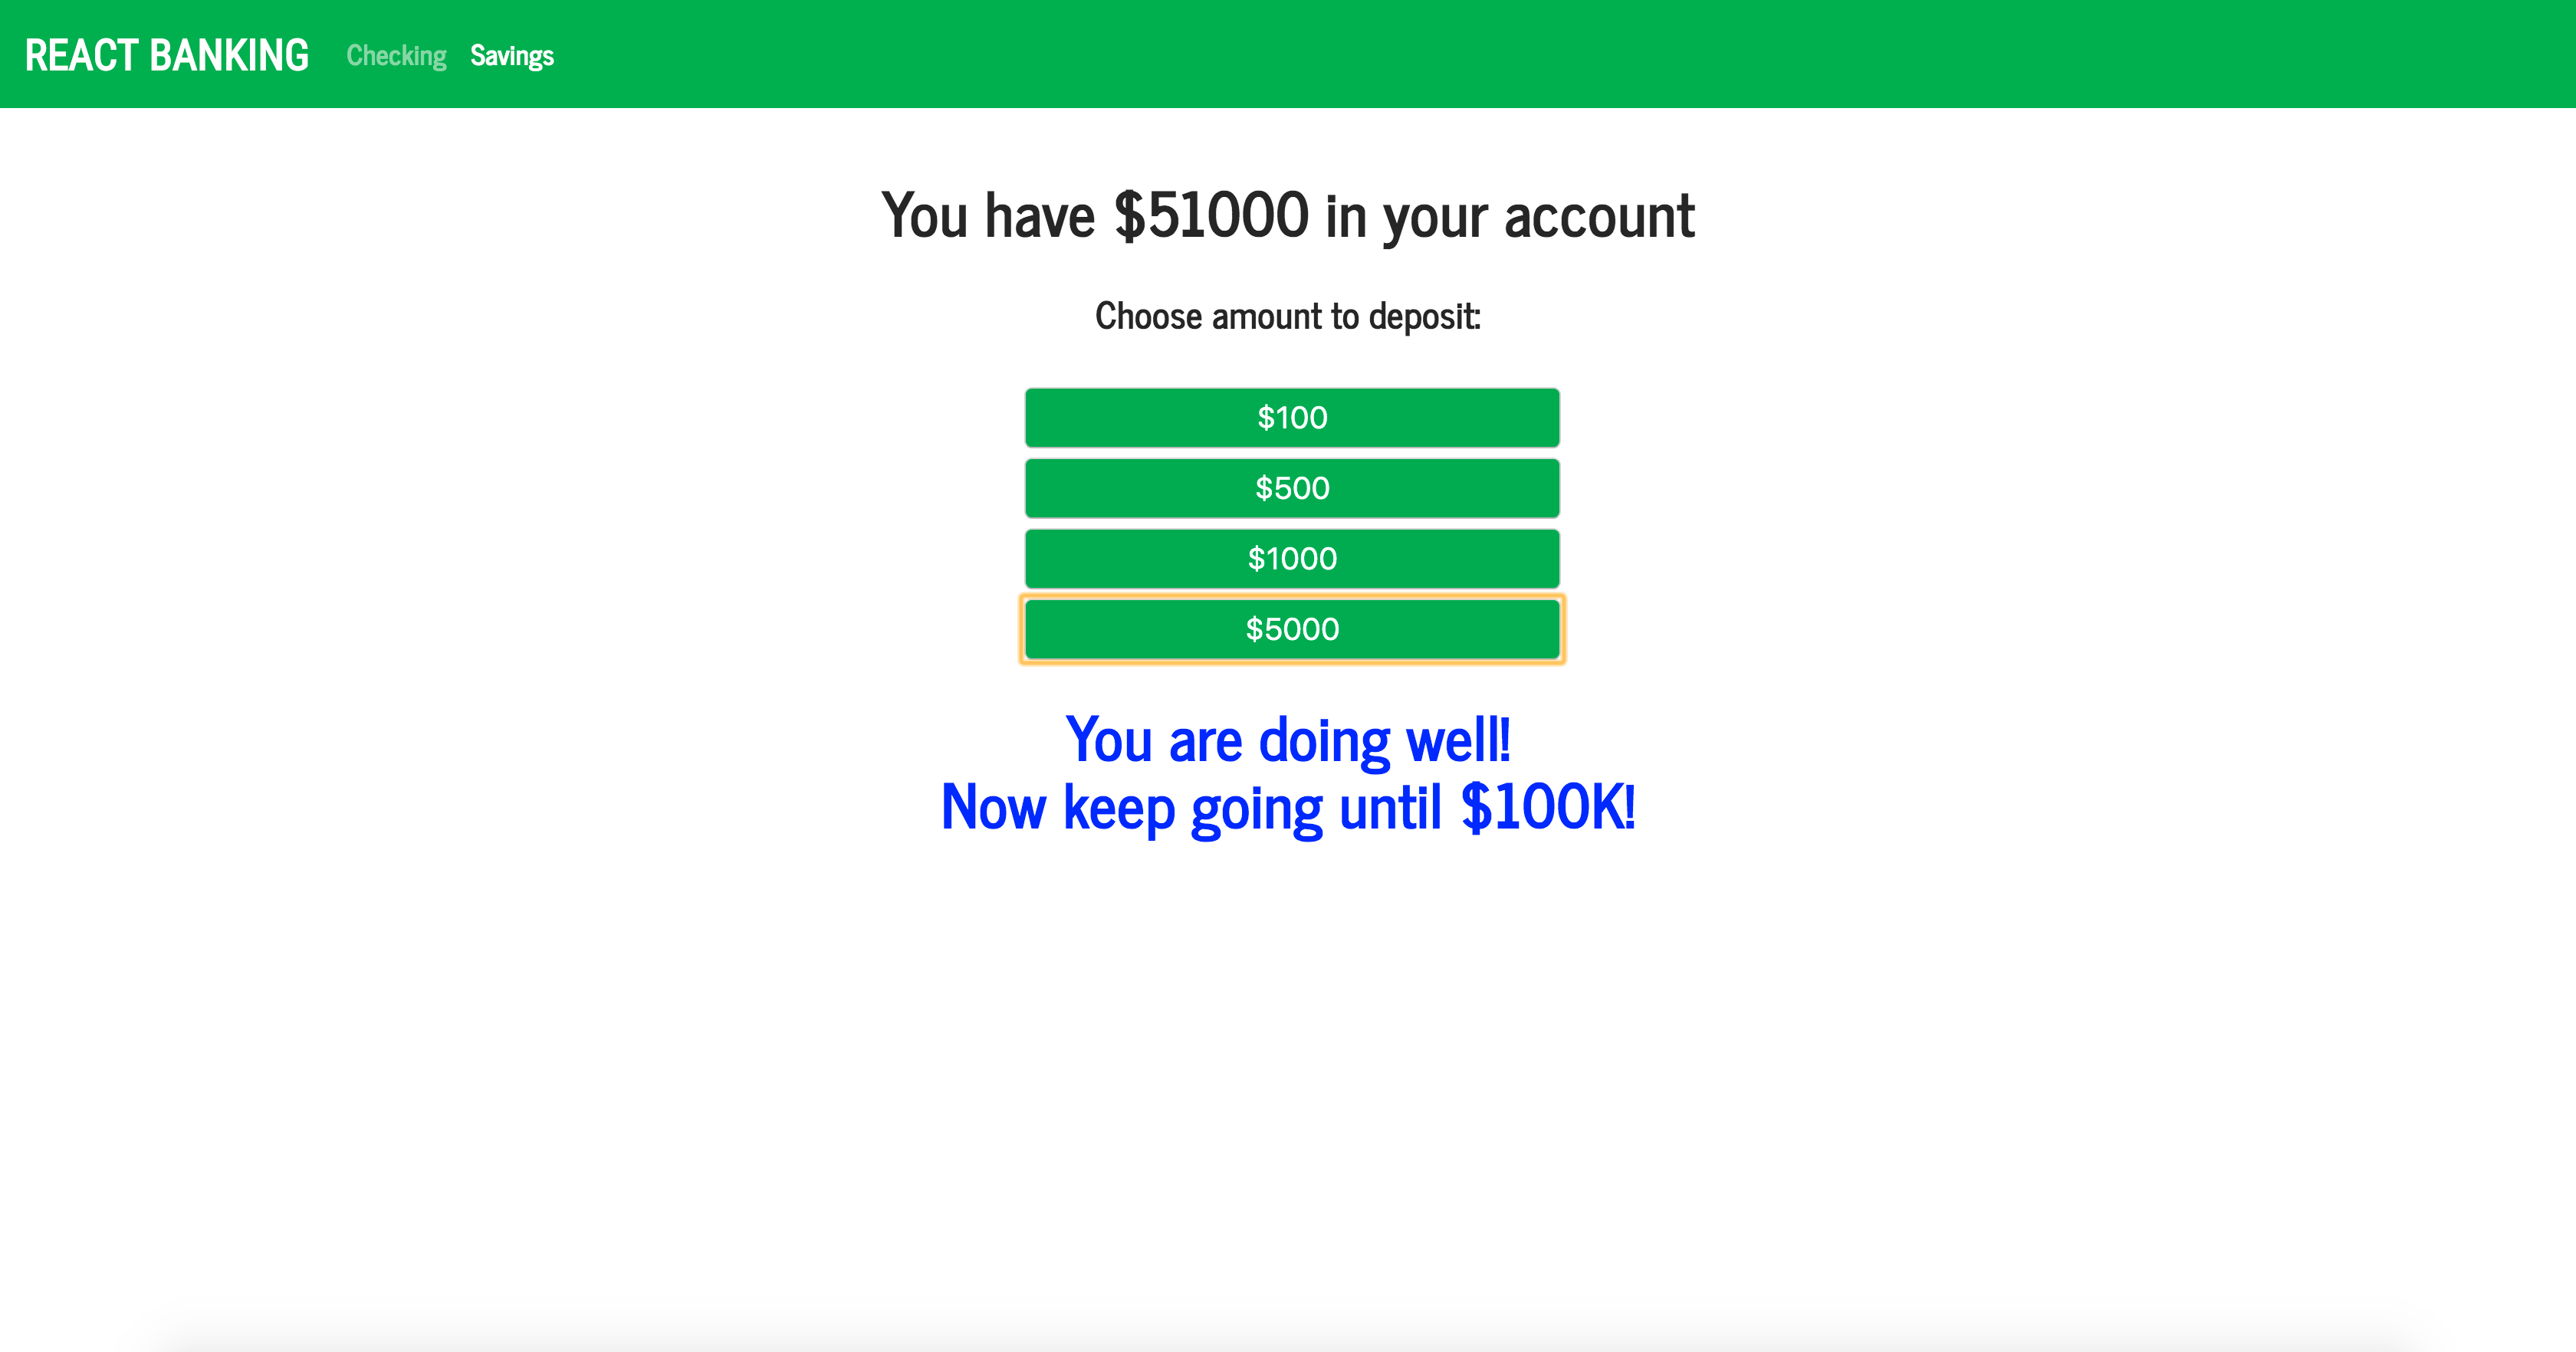 REACT BANKING Checking Savings
You have $51000 in your account
Choose amount to deposit:
$100
$500
$1000
$5000
You are doing well!
Now keep going until $100K!